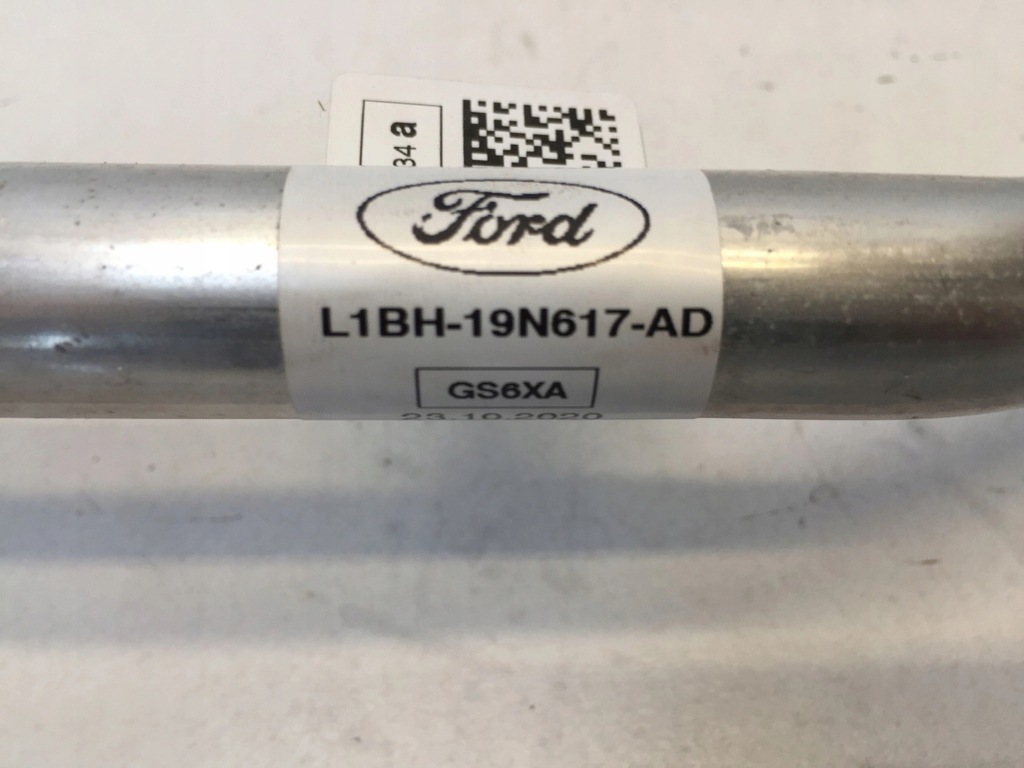 34 a
Ford
L1BH-19N617-AD
GS6XA
23.10.2020